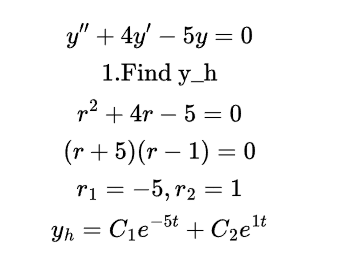 y″ + 4y′ − 5y = 0
1.Find y_h
r² + 4r − 5 = 0
(r + 5)(r − 1) = 0
r₁ = −5, r₂ = 1
yₕ = C₁e⁻⁵ᵗ + C₂e¹ᵗ